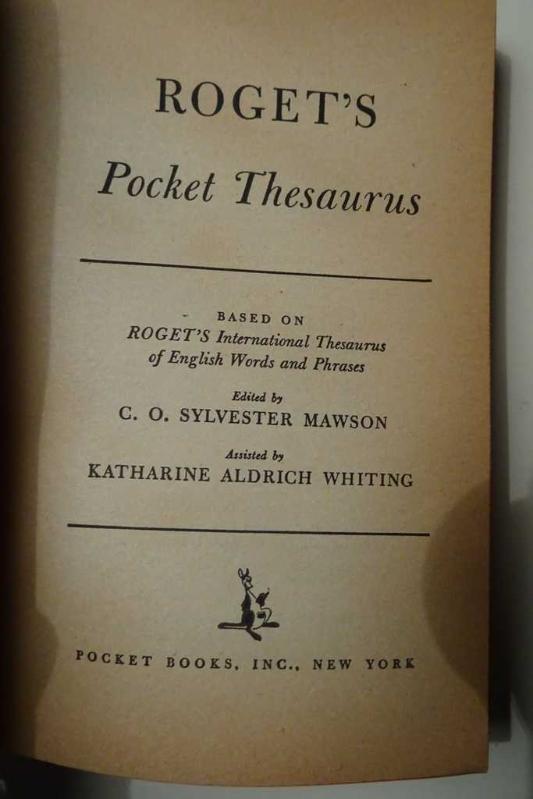 ROGET'S
Pocket Thesaurus
BASED ON
ROGET'S International Thesaurus
of English Words and Phrases
Edited by
C. O. SYLVESTER MAWSON
Assisted by
KATHARINE ALDRICH WHITING
POCKET BOOKS, INC., NEW YORK